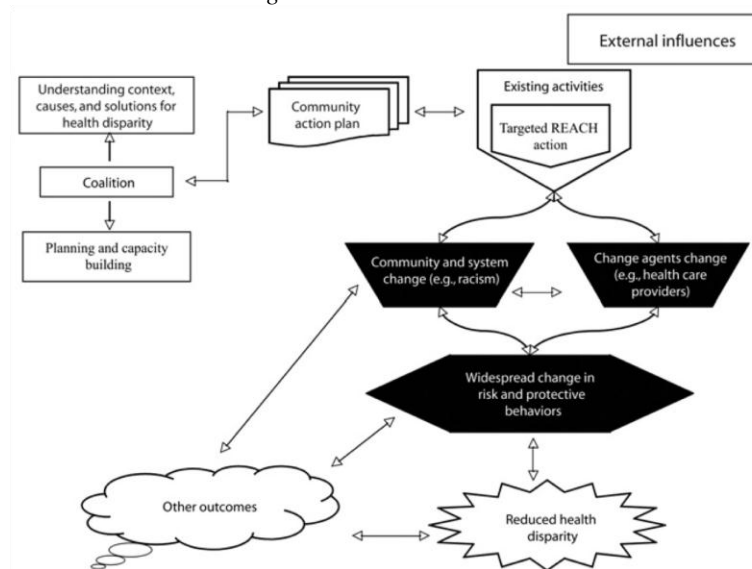 External influences
Understanding context,
causes, and solutions for
health disparity
Community
action plan
Existing activities
Targeted REACH
action
Coalition
Planning and capacity
building
Community and system
change (e.g., racism)
Change agents change
(e.g., health care
providers)
Widespread change in
risk and protective
behaviors
Other outcomes
Reduced health
disparity